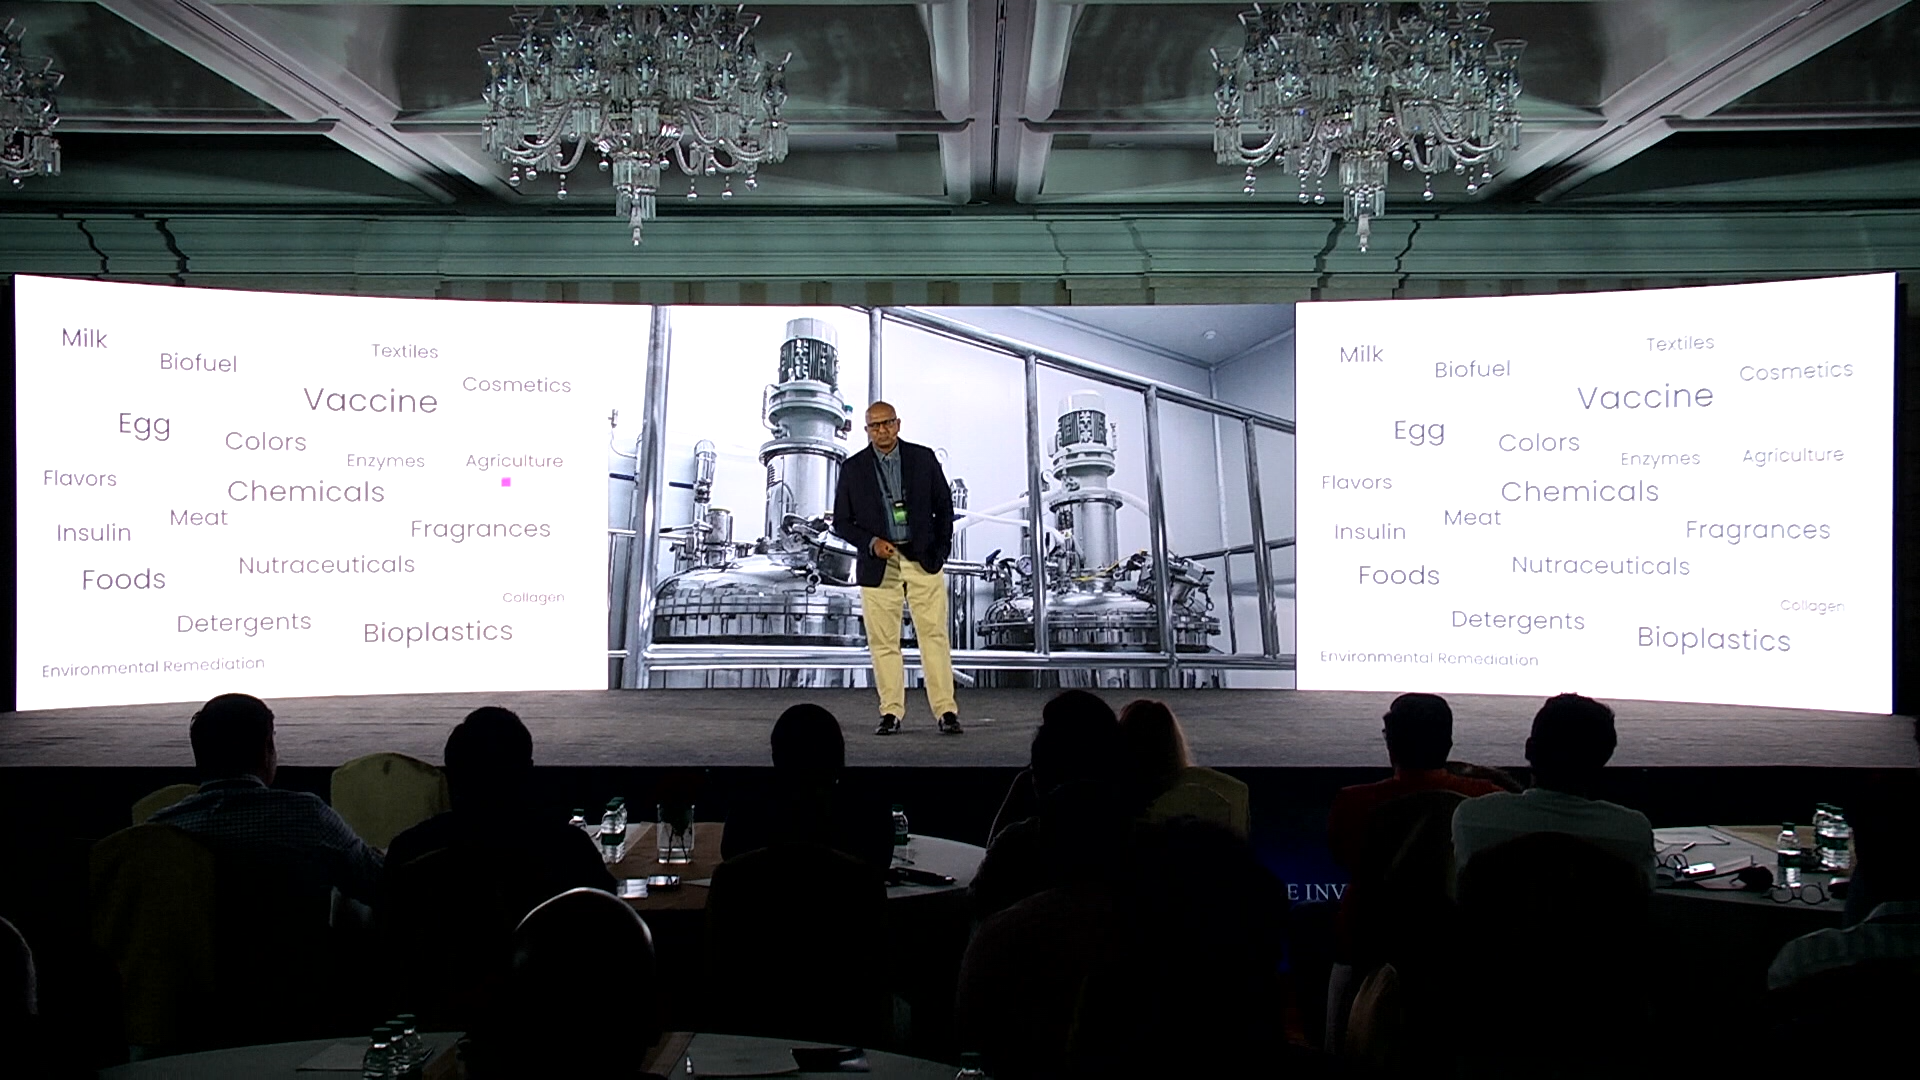 Milk
Biofuel
Textiles
Cosmetics
Vaccine
Egg
Colors
Enzymes
Agriculture
Flavors
Chemicals
Insulin
Meat
Fragrances
Nutraceuticals
Foods
Collagen
Detergents
Bioplastics
Environmental Remediation
Milk
Biofuel
Textiles
Cosmetics
Vaccine
Egg
Colors
Enzymes
Agriculture
Flavors
Chemicals
Insulin
Meat
Fragrances
Nutraceuticals
Foods
Collagen
Detergents
Bioplastics
Environmental Remediation
E INV